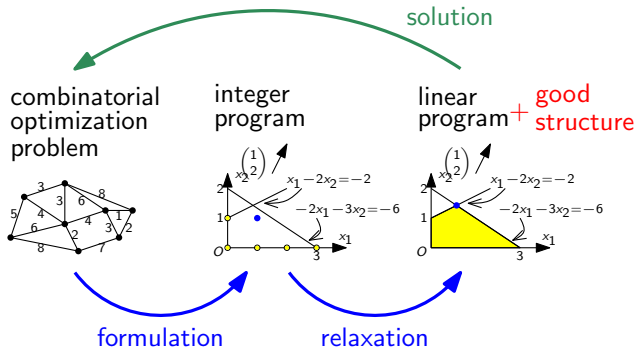 solution
combinatorial
optimization
problem
integer
program
linear
program
+
good
structure
3
8
3
6
5
4
4
1
6
2
3
2
8
7
(1
2)
x₂
2
x₁−2x₂=−2
1
−2x₁−3x₂=−6
O
3
x₁
(1
2)
x₂
2
x₁−2x₂=−2
1
−2x₁−3x₂=−6
O
3
x₁
formulation
relaxation